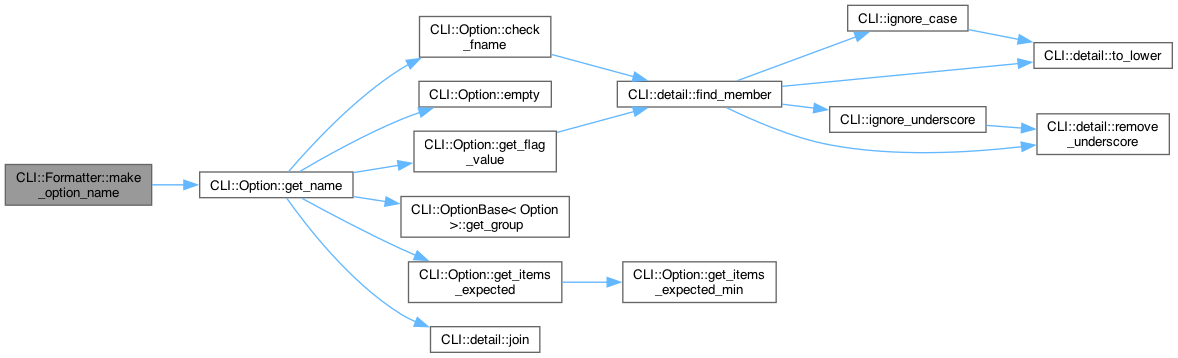 CLI::Formatter::make
_option_name
CLI::Option::get_name
CLI::Option::check
_fname
CLI::Option::empty
CLI::Option::get_flag
_value
CLI::OptionBase< Option
>::get_group
CLI::Option::get_items
_expected
CLI::detail::join
CLI::detail::find_member
CLI::Option::get_items
_expected_min
CLI::ignore_case
CLI::ignore_underscore
CLI::detail::to_lower
CLI::detail::remove
_underscore